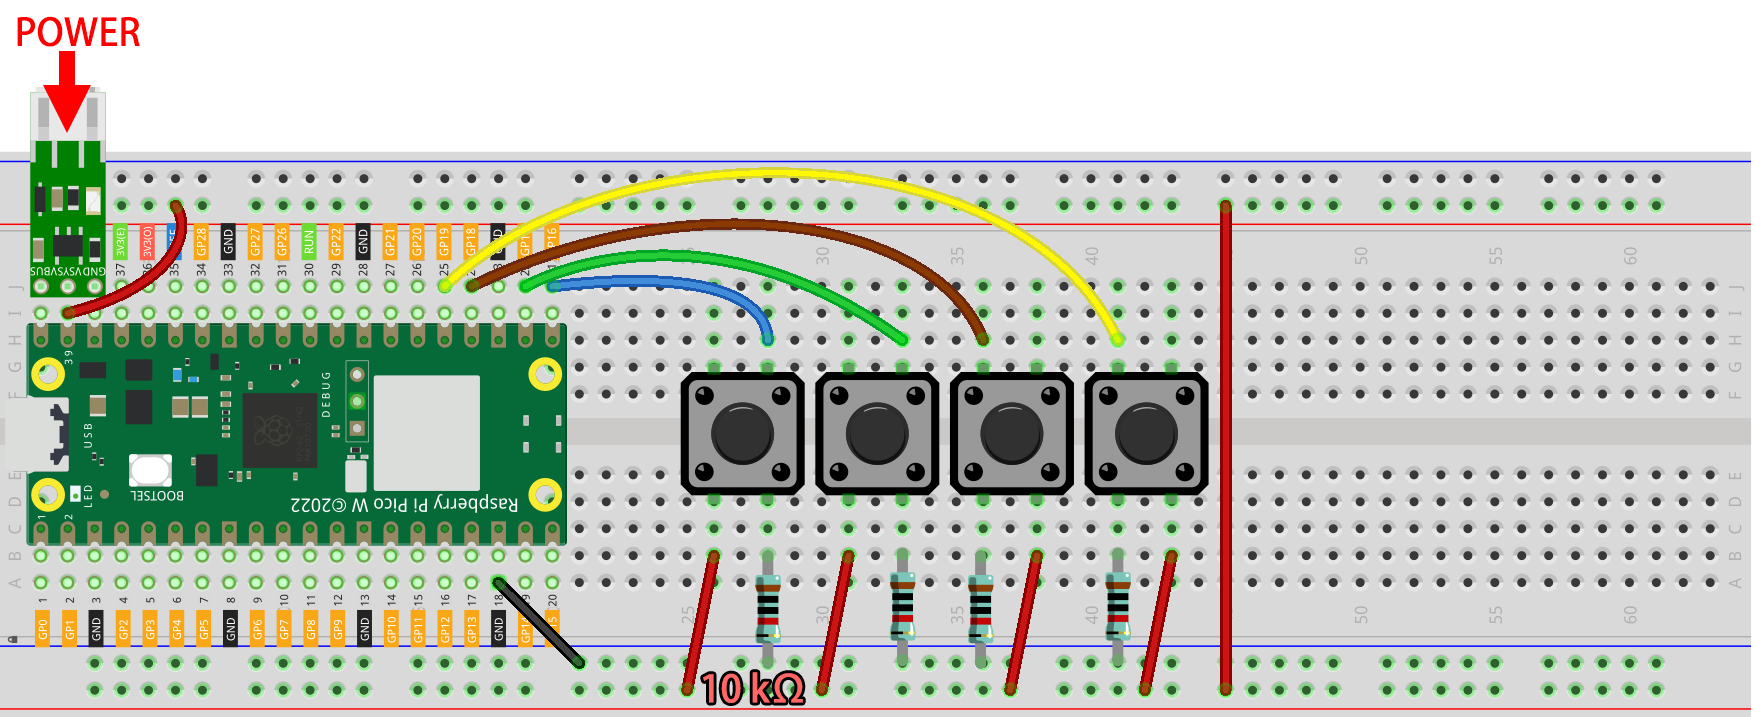 POWER
VBUS
VSYS
GND
3V3(E)
3V3(O)
GP28
GND
GP27
GP26
RUN
GP22
GND
GP21
GP20
GP19
GP18
GP16
37
35
34
33
32
31
30
29
28
27
26
25
30
35
40
50
55
60
J
I
H
G
F
J
I
H
G
F
39
DEBUG
USB
BOOTSEL
LED
Raspberry Pi Pico W ©2022
1
2
E
D
C
B
A
E
D
C
B
A
1
2
3
4
5
6
7
8
9
10
11
12
13
14
15
16
17
18
20
25
30
35
40
50
55
60
GP0
GP1
GND
GP2
GP3
GP4
GP5
GND
GP6
GP7
GP8
GP9
GND
GP10
GP11
GP12
GP13
GND
10 kΩ